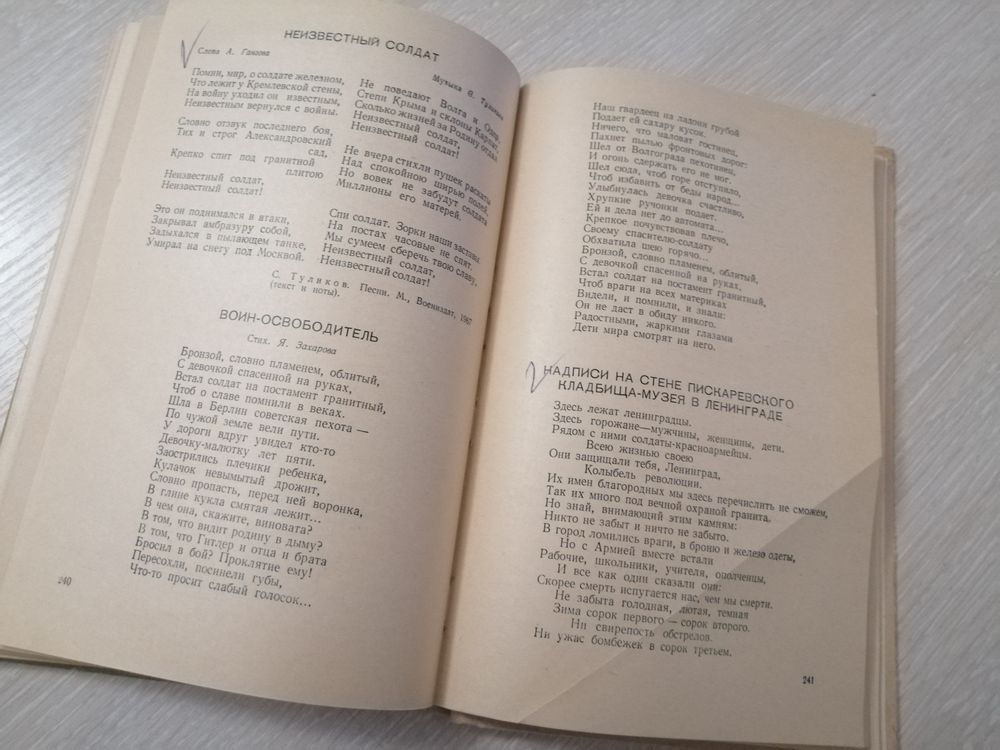 НЕИЗВЕСТНЫЙ СОЛДАТ
Слова А. Ганзова
Музыка
Помни, мир, о солдате железном,
Что лежит у Кремлевской стены,
На войну уходил он известным,
Неизвестным вернулся с войны.
Словно отзвук последнего боя,
Тих и строг Александровский
сад,
Крепко спит под гранитной
плитою
Неизвестный солдат,
Неизвестный солдат!
Это он поднимался в атаки,
Закрывал амбразуру собой,
Задыхался в пылающем танке,
Умирал на снегу под Москвой.
Не поведают Волга и
Степи Крыма и склоны Карпат,
Сколько жизней за Родину отдал
Неизвестный солдат,
Неизвестный солдат!
Не вчера стихли пушек раскаты
Над спокойною ширью полей,
Но вовек не забудут солдата
Миллионы его матерей.
Спи солдат. Зорки наши заставы.
На постах часовые не спят.
Мы сумеем сберечь твою славу,
Неизвестный солдат,
Неизвестный солдат!
С. Туликов. Песни. М., Воениздат, 1967
(текст и ноты).
ВОИН-ОСВОБОДИТЕЛЬ
Стих. Я. Захарова
Бронзой, словно пламенем, облитый,
С девочкой спасенной на руках,
Встал солдат на постамент гранитный,
Чтоб о славе помнили в веках.
Шла в Берлин советская пехота —
По чужой земле вели пути.
У дороги вдруг увидел кто-то
Девочку-малютку лет пяти.
Заострились плечики ребенка,
Кулачок невымытый дрожит,
Словно пропасть, перед ней воронка,
В глине кукла смятая лежит...
В чем она, скажите, виновата?
В том, что видит родину в дыму?
В том, что Гитлер и отца и брата
Бросил в бой? Проклятие ему!
Пересохли, посинели губы,
Что-то просит слабый голосок...
240
Наш гвардеец на ладони грубой
Подает ей сахару кусок.
Ничего, что маловат гостинец,
Пахнет пылью фронтовых дорог:
Шел от Волгограда пехотинец,
И огонь сдержать его не мог.
Шел сюда, чтоб горе отступило,
Чтоб избавить от беды народ...
Улыбнулась девочка счастливо,
Хрупкие ручонки подает.
Ей и дела нет до автомата...
Крепкое почувствовав плечо,
Своему спасителю-солдату
Обхватила шею горячо...
Бронзой, словно пламенем, облитый,
С девочкой спасенной на руках,
Встал солдат на постамент гранитный,
Чтоб враги на всех материках
Видели, и помнили, и знали:
Он не даст в обиду никого.
Радостными, жаркими глазами
Дети мира смотрят на него.
НАДПИСИ НА СТЕНЕ ПИСКАРЕВСКОГО
КЛАДБИЩА-МУЗЕЯ В ЛЕНИНГРАДЕ
Здесь лежат ленинградцы.
Здесь горожане—мужчины, женщины, дети.
Рядом с ними солдаты-красноармейцы.
Всею жизнью своею
Они защищали тебя, Ленинград,
Колыбель революции.
Их имен благородных мы здесь перечислить не сможем,
Так их много под вечной охраной гранита,
Но знай, внимающий этим камням:
Никто не забыт и ничто не забыто.
В город ломились враги, в броню и железо одеты,
Но с Армией вместе встали
Рабочие, школьники, учителя, ополченцы,
И все как один сказали они:
Скорее смерть испугается нас, чем мы смерти.
Не забыта голодная, лютая, темная
Зима сорок первого — сорок второго.
Ни свирепость обстрелов.
Ни ужас бомбежек в сорок третьем.
241